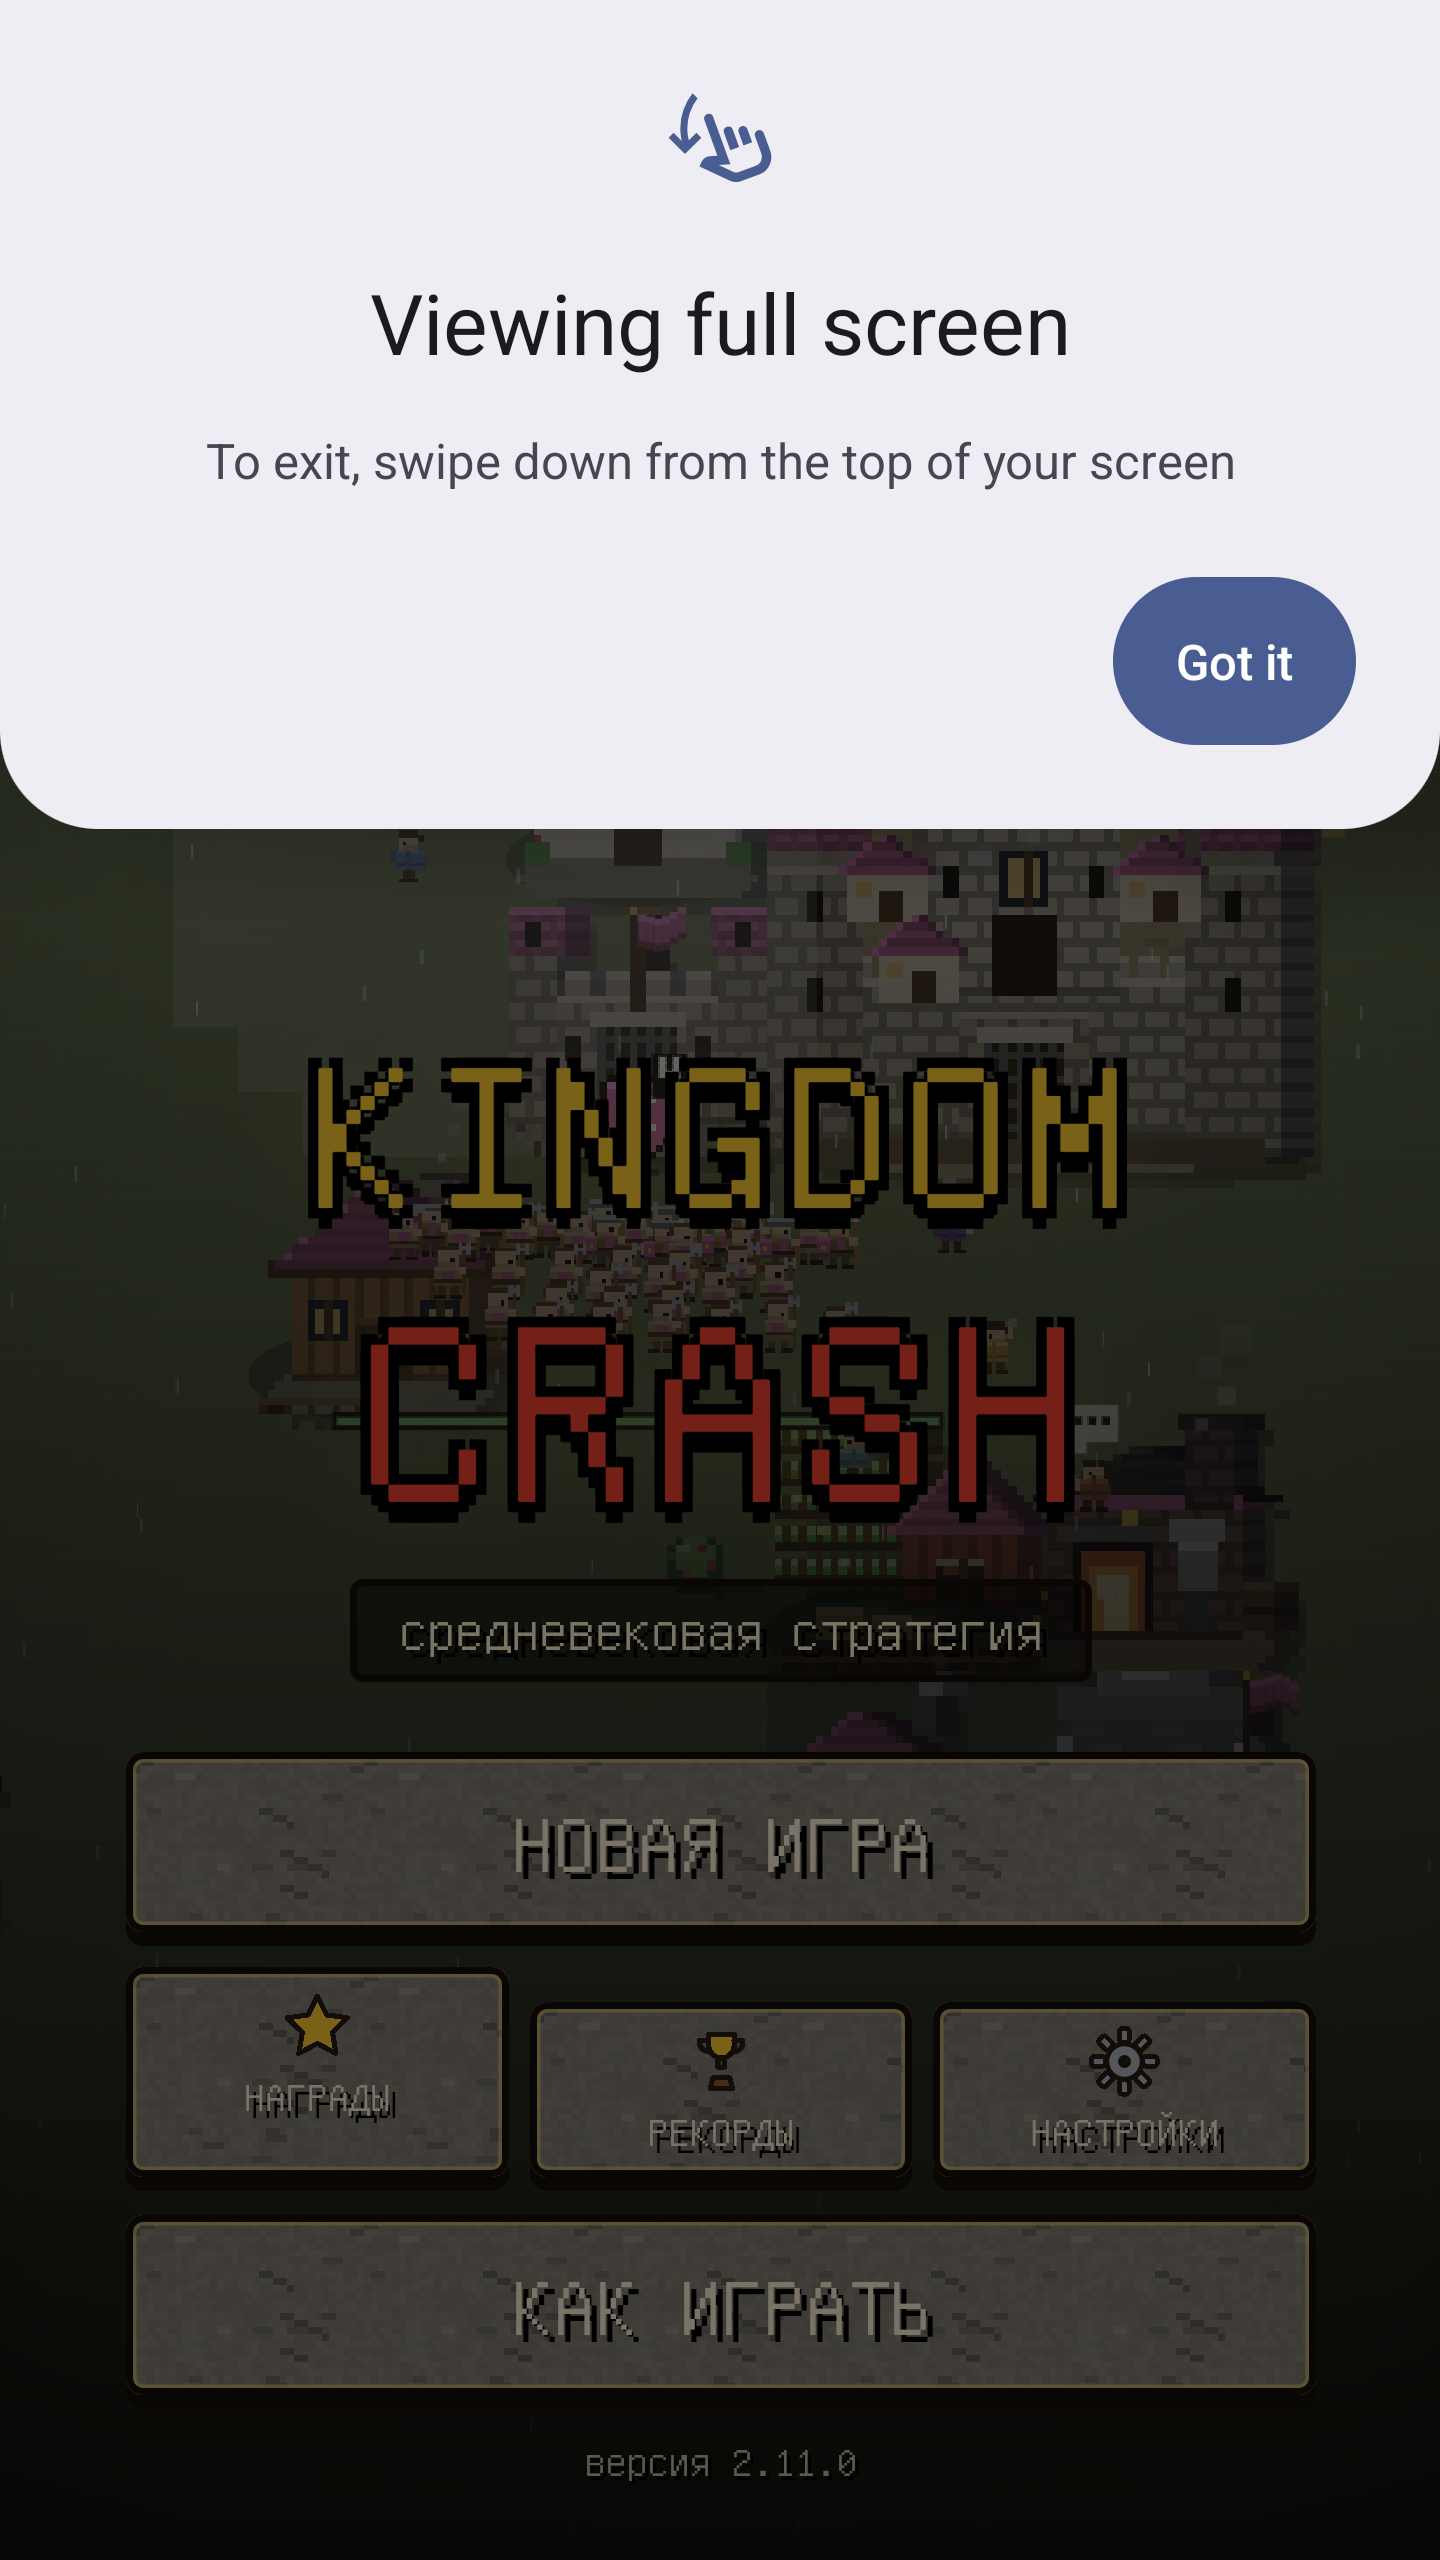 Viewing full screen
To exit, swipe down from the top of your screen
Got it
KINGDOM
CRASH
средневековая стратегия
НОВАЯ ИГРА
НАГРАДЫ
РЕКОРДЫ
НАСТРОЙКИ
КАК ИГРАТЬ
версия 2.11.0